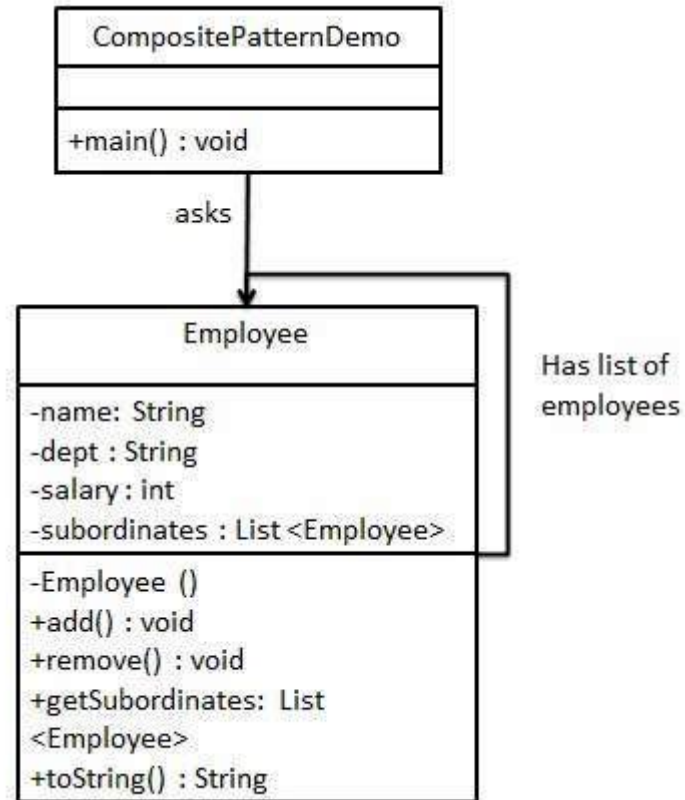 CompositePatternDemo
+main() : void
asks
Employee
-name: String
-dept : String
-salary : int
-subordinates : List <Employee>
Has list of
employees
-Employee ()
+add() : void
+remove() : void
+getSubordinates: List
<Employee>
+toString() : String